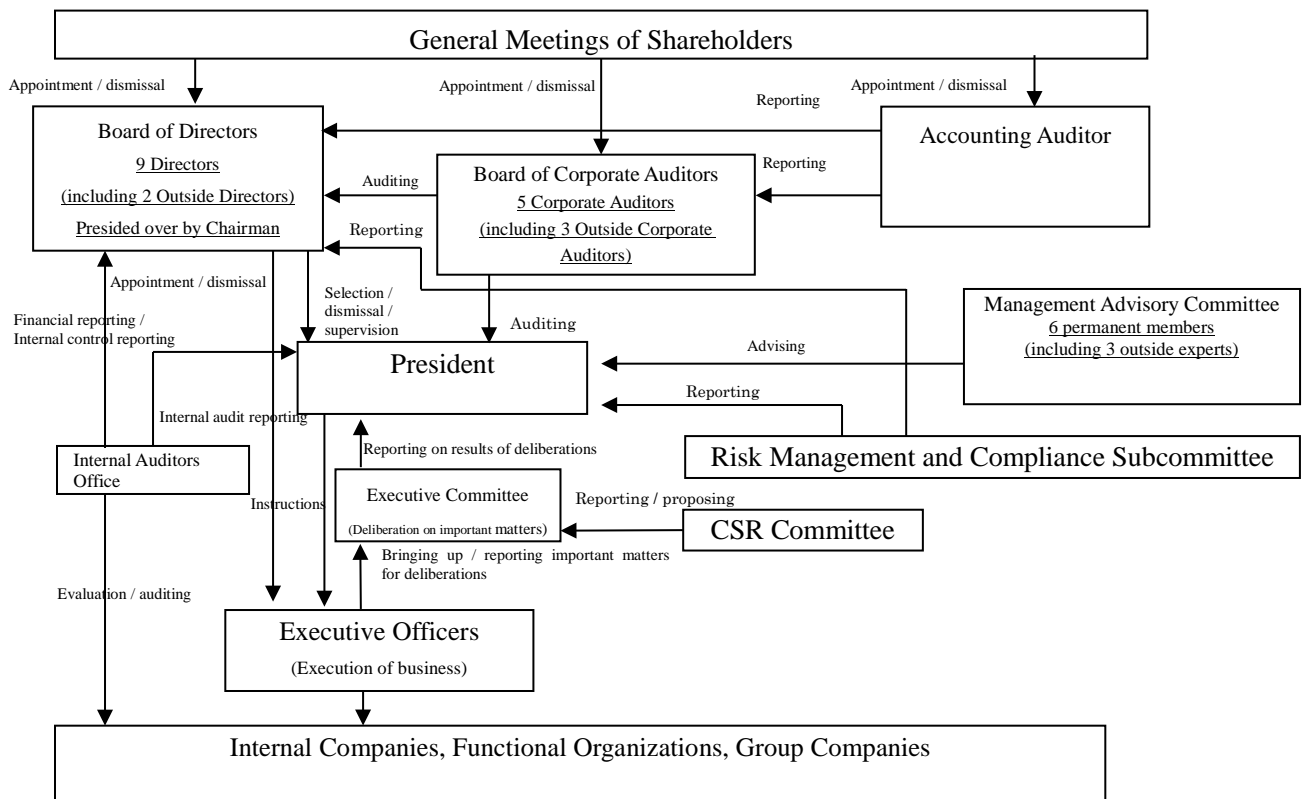 General Meetings of Shareholders
Appointment / dismissal
Appointment / dismissal
Appointment / dismissal
Reporting
Board of Directors
9 Directors
(including 2 Outside Directors)
Presided over by Chairman
Accounting Auditor
Auditing
Board of Corporate Auditors
5 Corporate Auditors
(including 3 Outside Corporate
Auditors)
Reporting
Reporting
Appointment / dismissal
Financial reporting /
Internal control reporting
Selection /
dismissal /
supervision
Auditing
Management Advisory Committee
6 permanent members
(including 3 outside experts)
President
Advising
Reporting
Internal audit reporting
Internal Auditors
Office
Reporting on results of deliberations
Risk Management and Compliance Subcommittee
Instructions
Executive Committee
(Deliberation on important matters)
Reporting / proposing
CSR Committee
Bringing up / reporting important matters
for deliberations
Evaluation / auditing
Executive Officers
(Execution of business)
Internal Companies, Functional Organizations, Group Companies